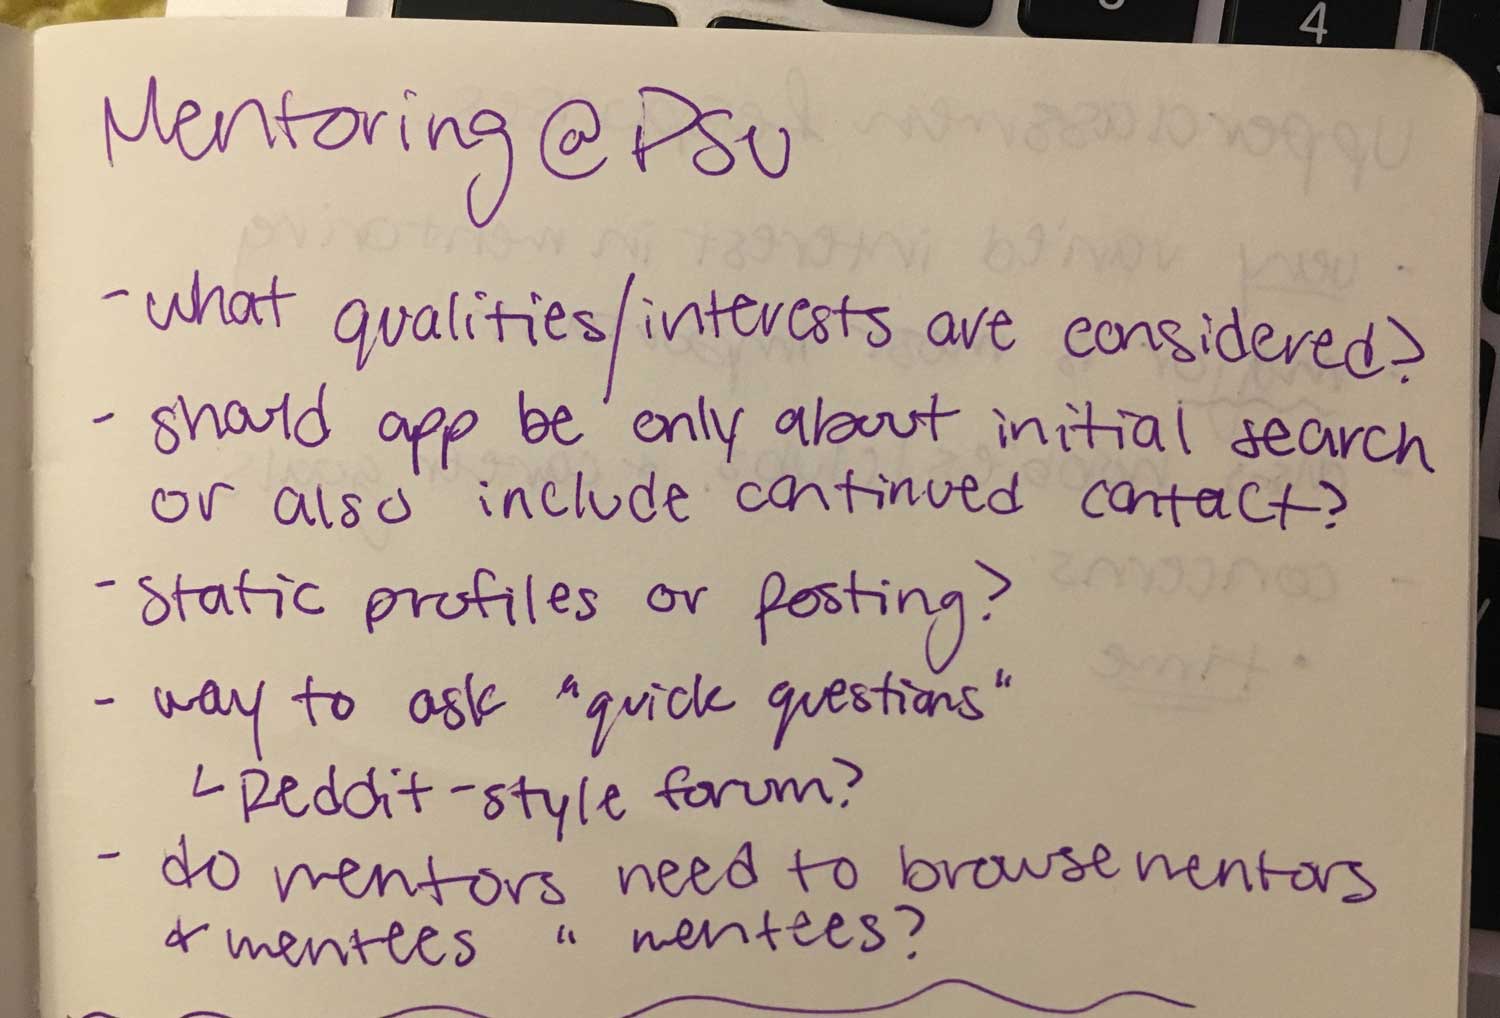 Mentoring @ PSU
- what qualities/interests are considered?
- should app be only about initial search
or also include continued contact?
- static profiles or posting?
- way to ask "quick questions"
└ Reddit-style forum?
- do mentors need to browse mentors
& mentees " mentees?
4